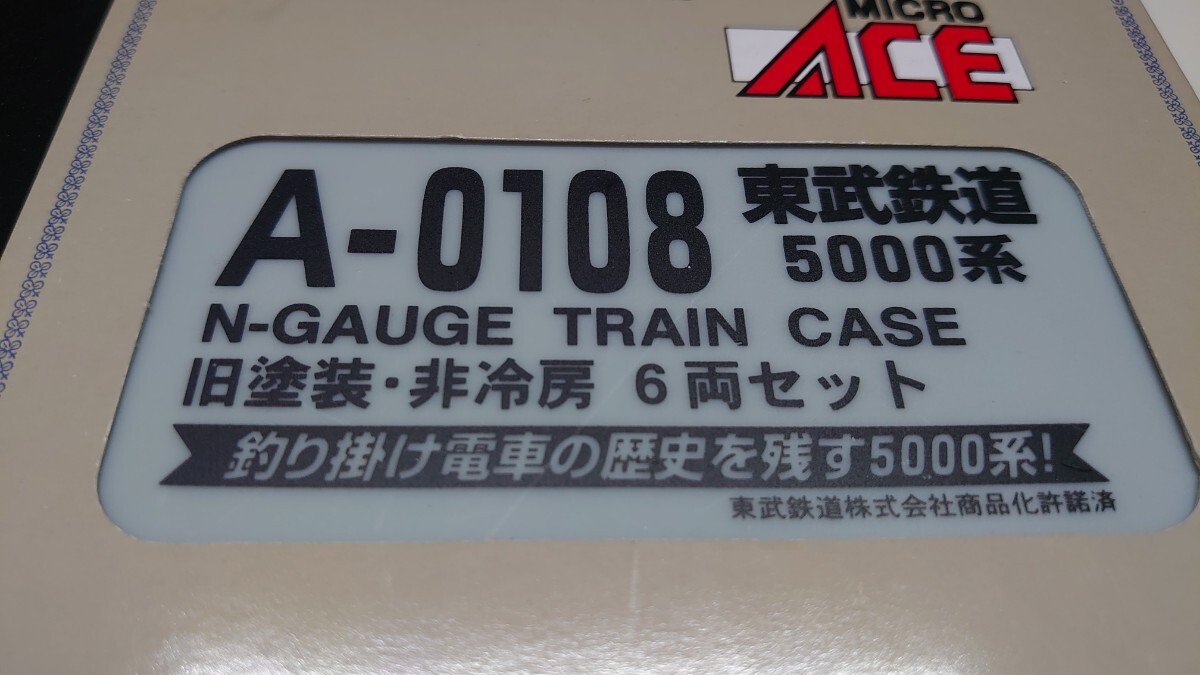 MICRO
ACE
A-0108 東武鉄道
5000系
N-GAUGE TRAIN CASE
旧塗装・非冷房 6両セット
釣り掛け電車の歴史を残す5000系!
東武鉄道株式会社商品化許諾済